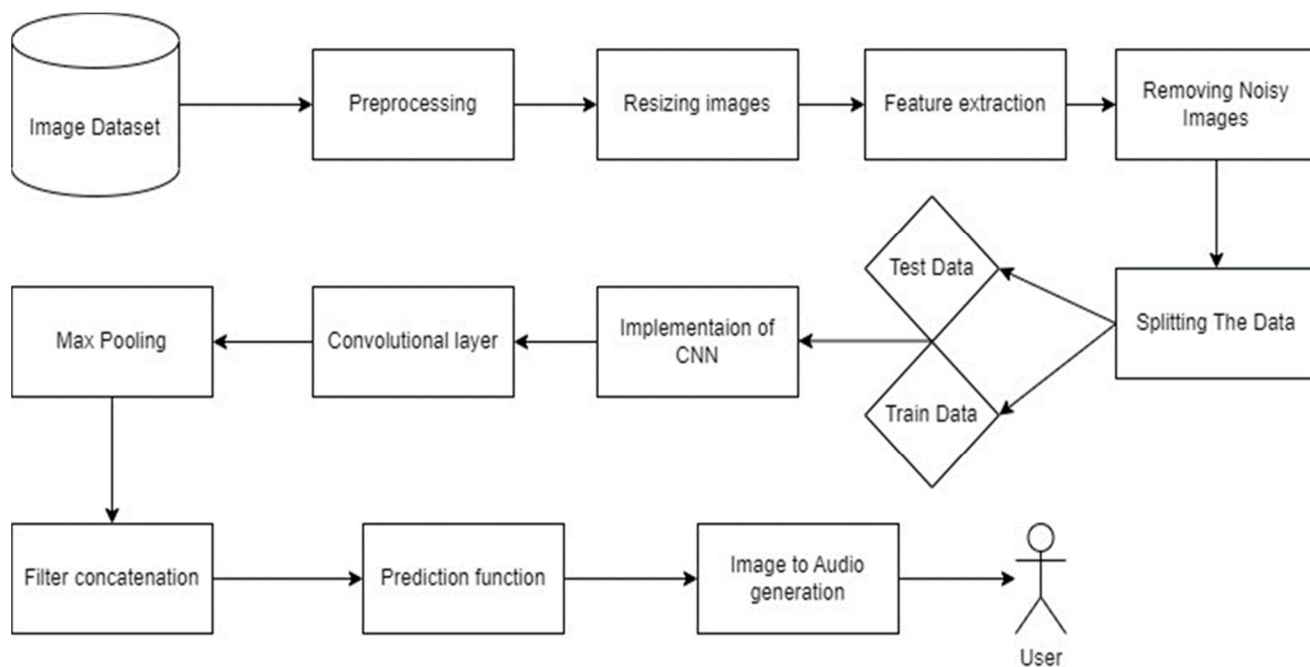 Image Dataset
Preprocessing
Resizing images
Feature extraction
Removing Noisy
Images
Splitting The Data
Test Data
Train Data
Implementaion of
CNN
Convolutional layer
Max Pooling
Filter concatenation
Prediction function
Image to Audio
generation
User